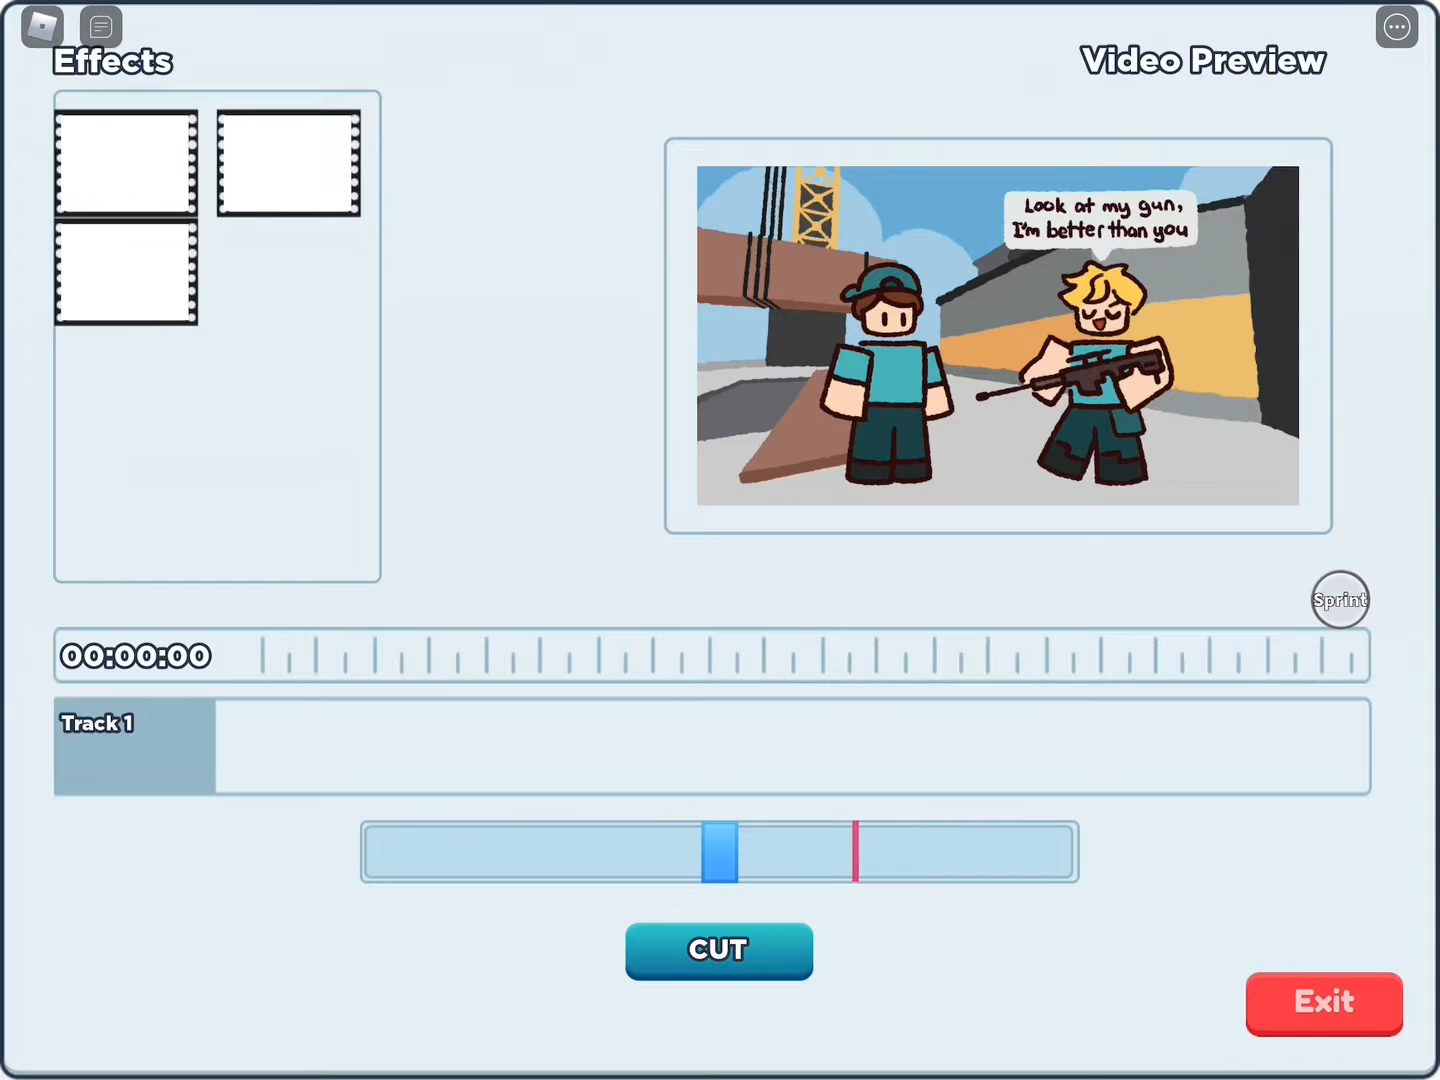 Effects
Video Preview
Look at my gun,
I'm better than you
Sprint
00:00:00
Track 1
CUT
Exit